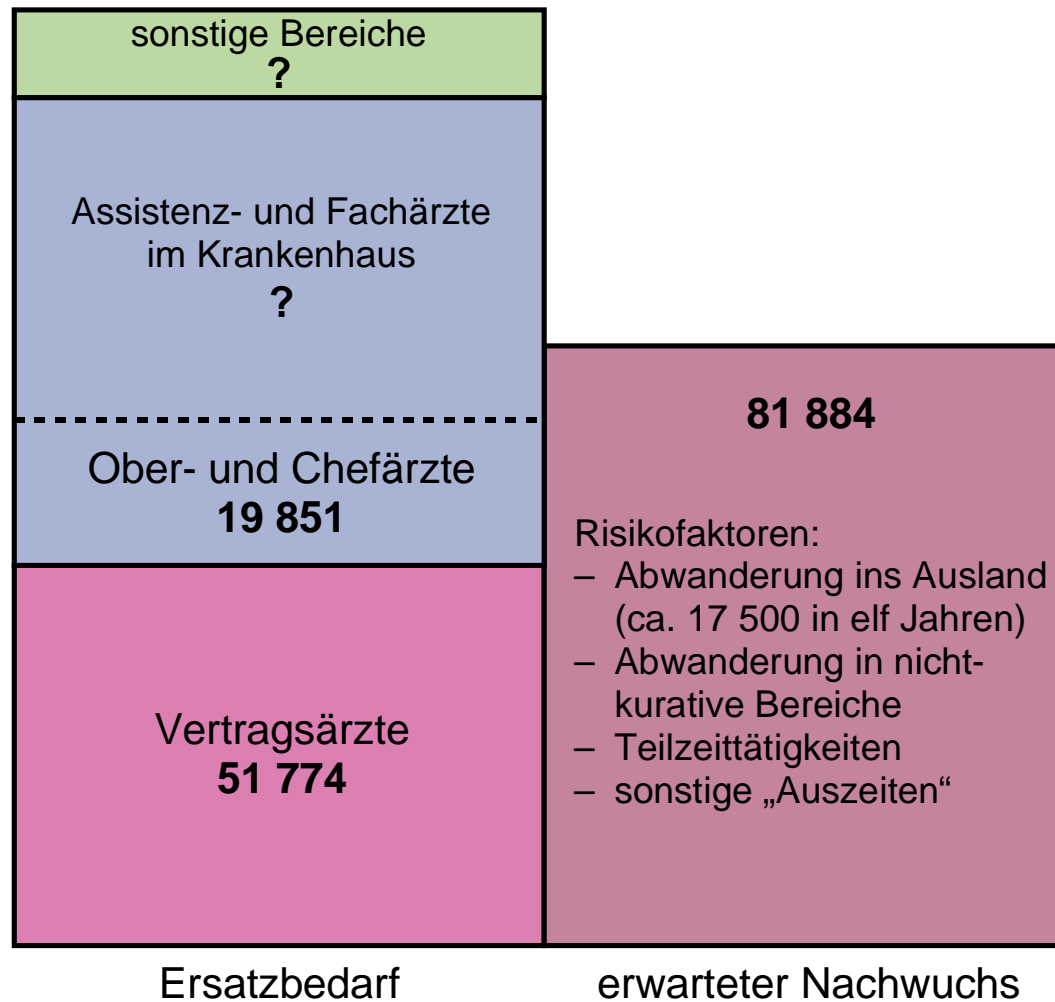 sonstige Bereiche
?
Assistenz- und Fachärzte
im Krankenhaus
?
Ober- und Chefärzte
19 851
Vertragsärzte
51 774
Ersatzbedarf
81 884
Risikofaktoren:
– Abwanderung ins Ausland
(ca. 17 500 in elf Jahren)
– Abwanderung in nicht-
kurative Bereiche
– Teilzeittätigkeiten
– sonstige „Auszeiten“
erwarteter Nachwuchs